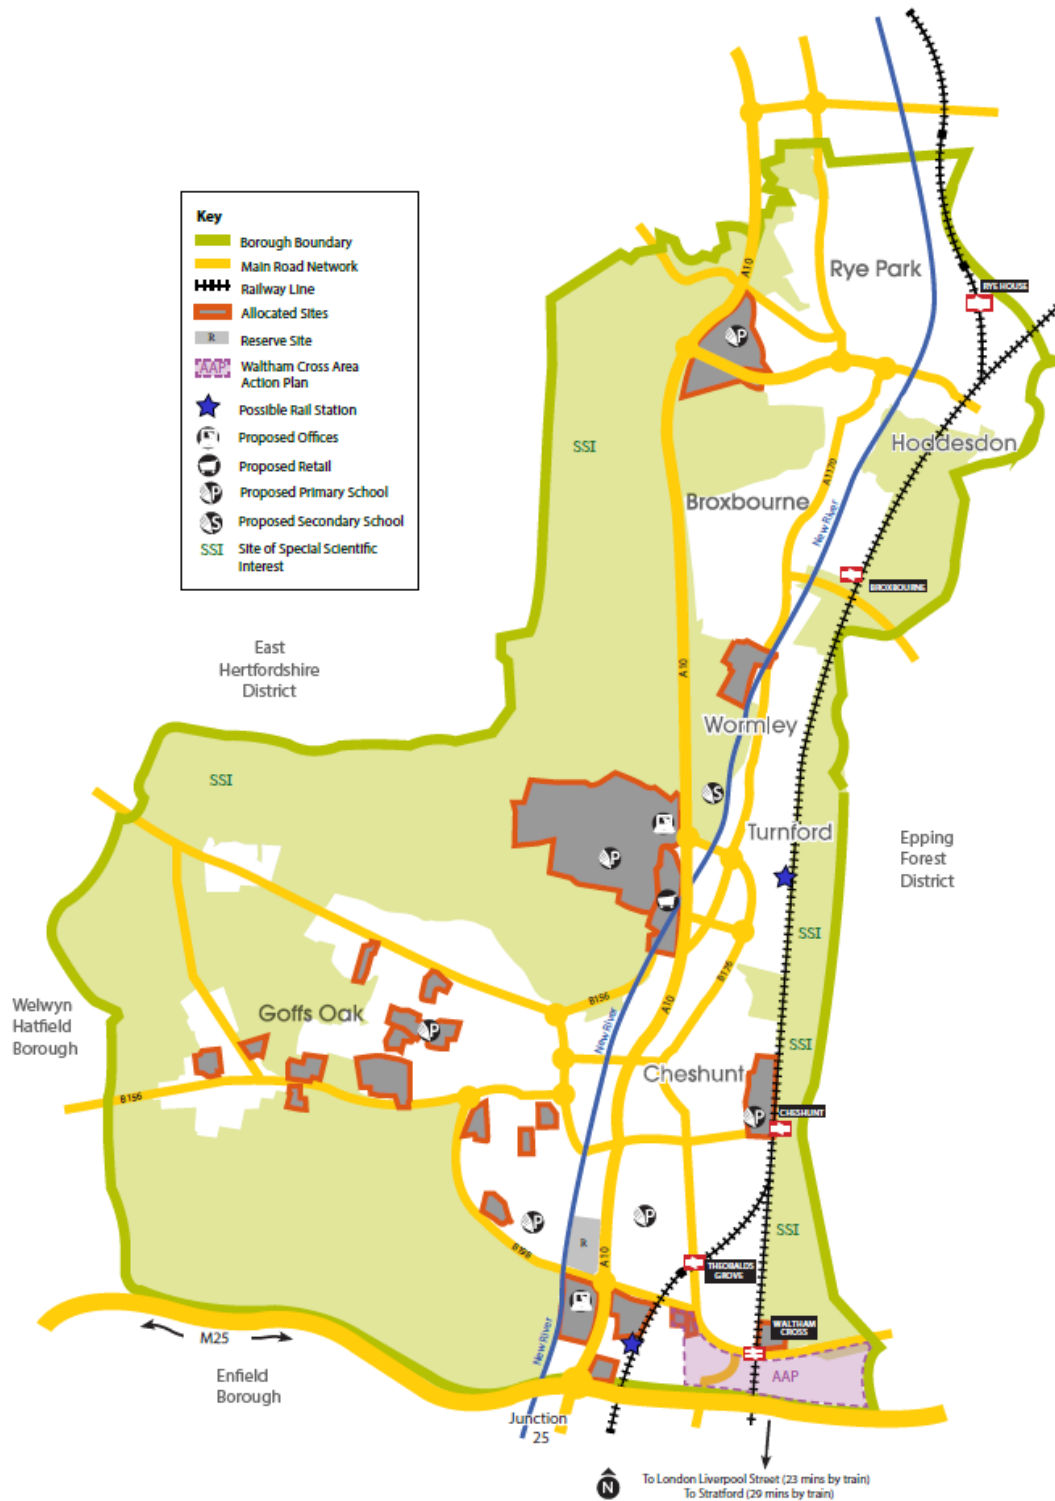 Key
Borough Boundary
Main Road Network
Railway Line
Allocated Sites
R
Reserve Site
AAP
Waltham Cross Area
Action Plan
Possible Rail Station
Proposed Offices
Proposed Retail
P
Proposed Primary School
S
Proposed Secondary School
SSI
Site of Special Scientific
Interest
A10
Rye Park
RYE HOUSE
P
SSI
Hoddesdon
A1170
Broxbourne
New River
BROXBOURNE
East
Hertfordshire
District
A10
Wormley
SSI
S
Turnford
Epping
Forest
District
P
SSI
B176
B156
A10
Welwyn
Hatfield
Borough
Goffs Oak
P
New River
SSI
Cheshunt
B156
P
CHESHUNT
P
P
SSI
R
B198
A10
THEOBALDS
GROVE
M25
New River
WALTHAM
CROSS
Enfield
Borough
AAP
Junction
25
N
To London Liverpool Street (23 mins by train)
To Stratford (29 mins by train)